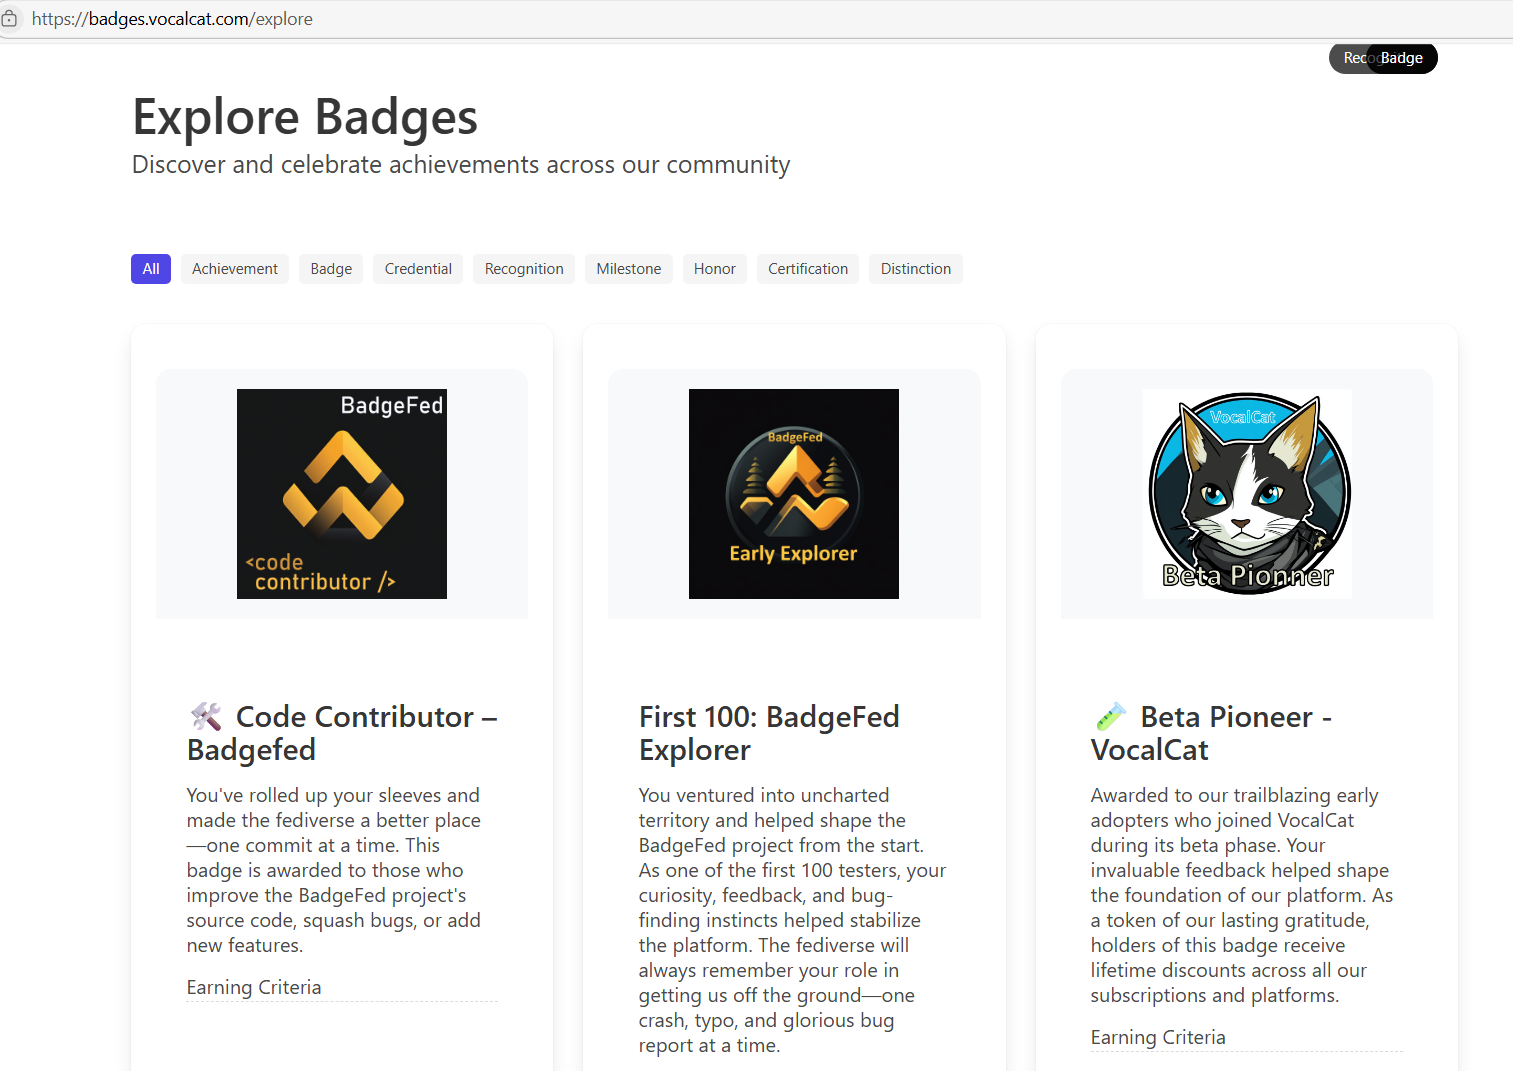 https://badges.vocalcat.com/explore
Badge
Explore Badges
Discover and celebrate achievements across our community
All Achievement Badge Credential Recognition Milestone Honor Certification Distinction
BadgeFed
<code
contributor />
🛠️ Code Contributor –
Badgefed
You've rolled up your sleeves and
made the fediverse a better place
—one commit at a time. This
badge is awarded to those who
improve the BadgeFed project's
source code, squash bugs, or add
new features.
Earning Criteria
BadgeFed
Early Explorer
First 100: BadgeFed
Explorer
You ventured into uncharted
territory and helped shape the
BadgeFed project from the start.
As one of the first 100 testers, your
curiosity, feedback, and bug-
finding instincts helped stabilize
the platform. The fediverse will
always remember your role in
getting us off the ground—one
crash, typo, and glorious bug
report at a time.
VocalCat
Beta Pionner
🧪 Beta Pioneer -
VocalCat
Awarded to our trailblazing early
adopters who joined VocalCat
during its beta phase. Your
invaluable feedback helped shape
the foundation of our platform. As
a token of our lasting gratitude,
holders of this badge receive
lifetime discounts across all our
subscriptions and platforms.
Earning Criteria